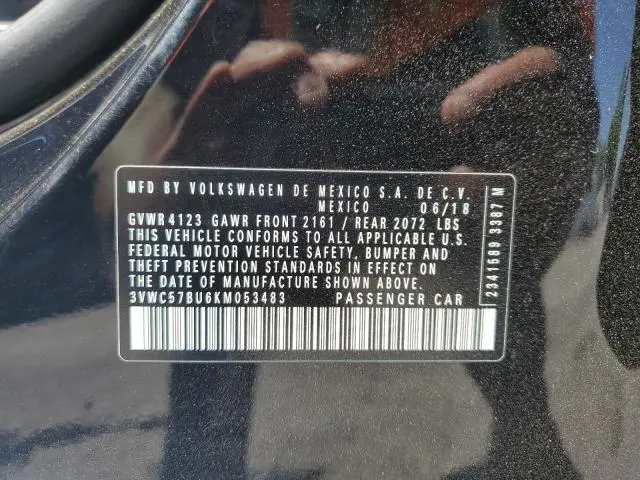 MFD BY VOLKSWAGEN DE MEXICO S.A. DE C.V.
MEXICO 06/18
GVWR 4123 GAWR FRONT 2161 / REAR 2072 LBS
THIS VEHICLE CONFORMS TO ALL APPLICABLE U.S.
FEDERAL MOTOR VEHICLE SAFETY, BUMPER AND
THEFT PREVENTION STANDARDS IN EFFECT ON
THE DATE OF MANUFACTURE SHOWN ABOVE.
3VWC57BU6KM053483 PASSENGER CAR
2341589 3387 M